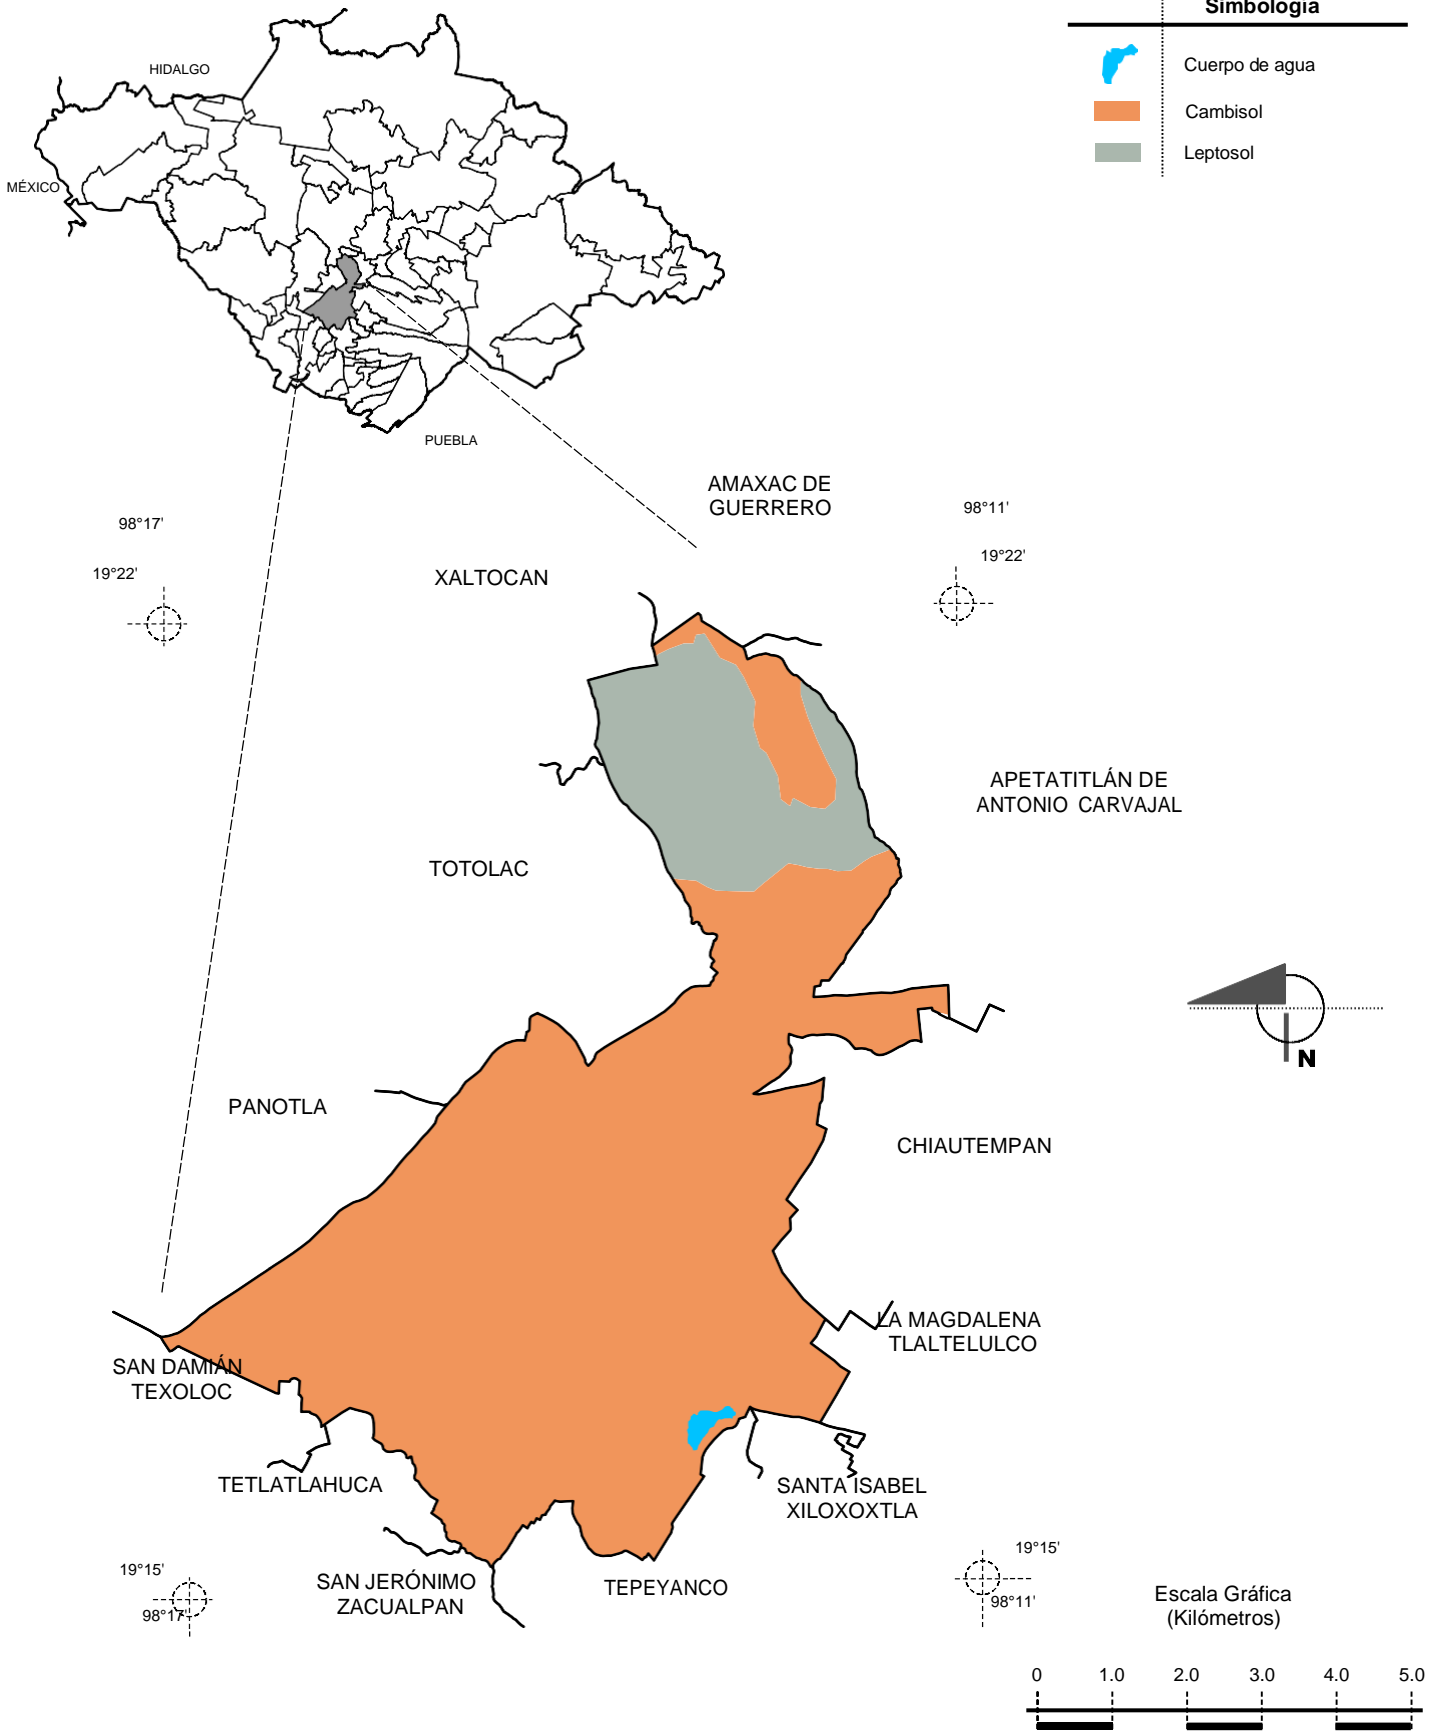 Simbología
Cuerpo de agua
Cambisol
Leptosol
HIDALGO
MÉXICO
PUEBLA
AMAXAC DE
GUERRERO
98°17'
98°11'
19°22'
19°22'
XALTOCAN
APETATITLÁN DE
ANTONIO CARVAJAL
TOTOLAC
N
PANOTLA
CHIAUTEMPAN
LA MAGDALENA
TLALTELULCO
SAN DAMIÁN
TEXOLOC
TETLATLAHUCA
SANTA ISABEL
XILOXOXTLA
19°15'
98°17'
SAN JERÓNIMO
ZACUALPAN
TEPEYANCO
19°15'
98°11'
Escala Gráfica
(Kilómetros)
0 1.0 2.0 3.0 4.0 5.0